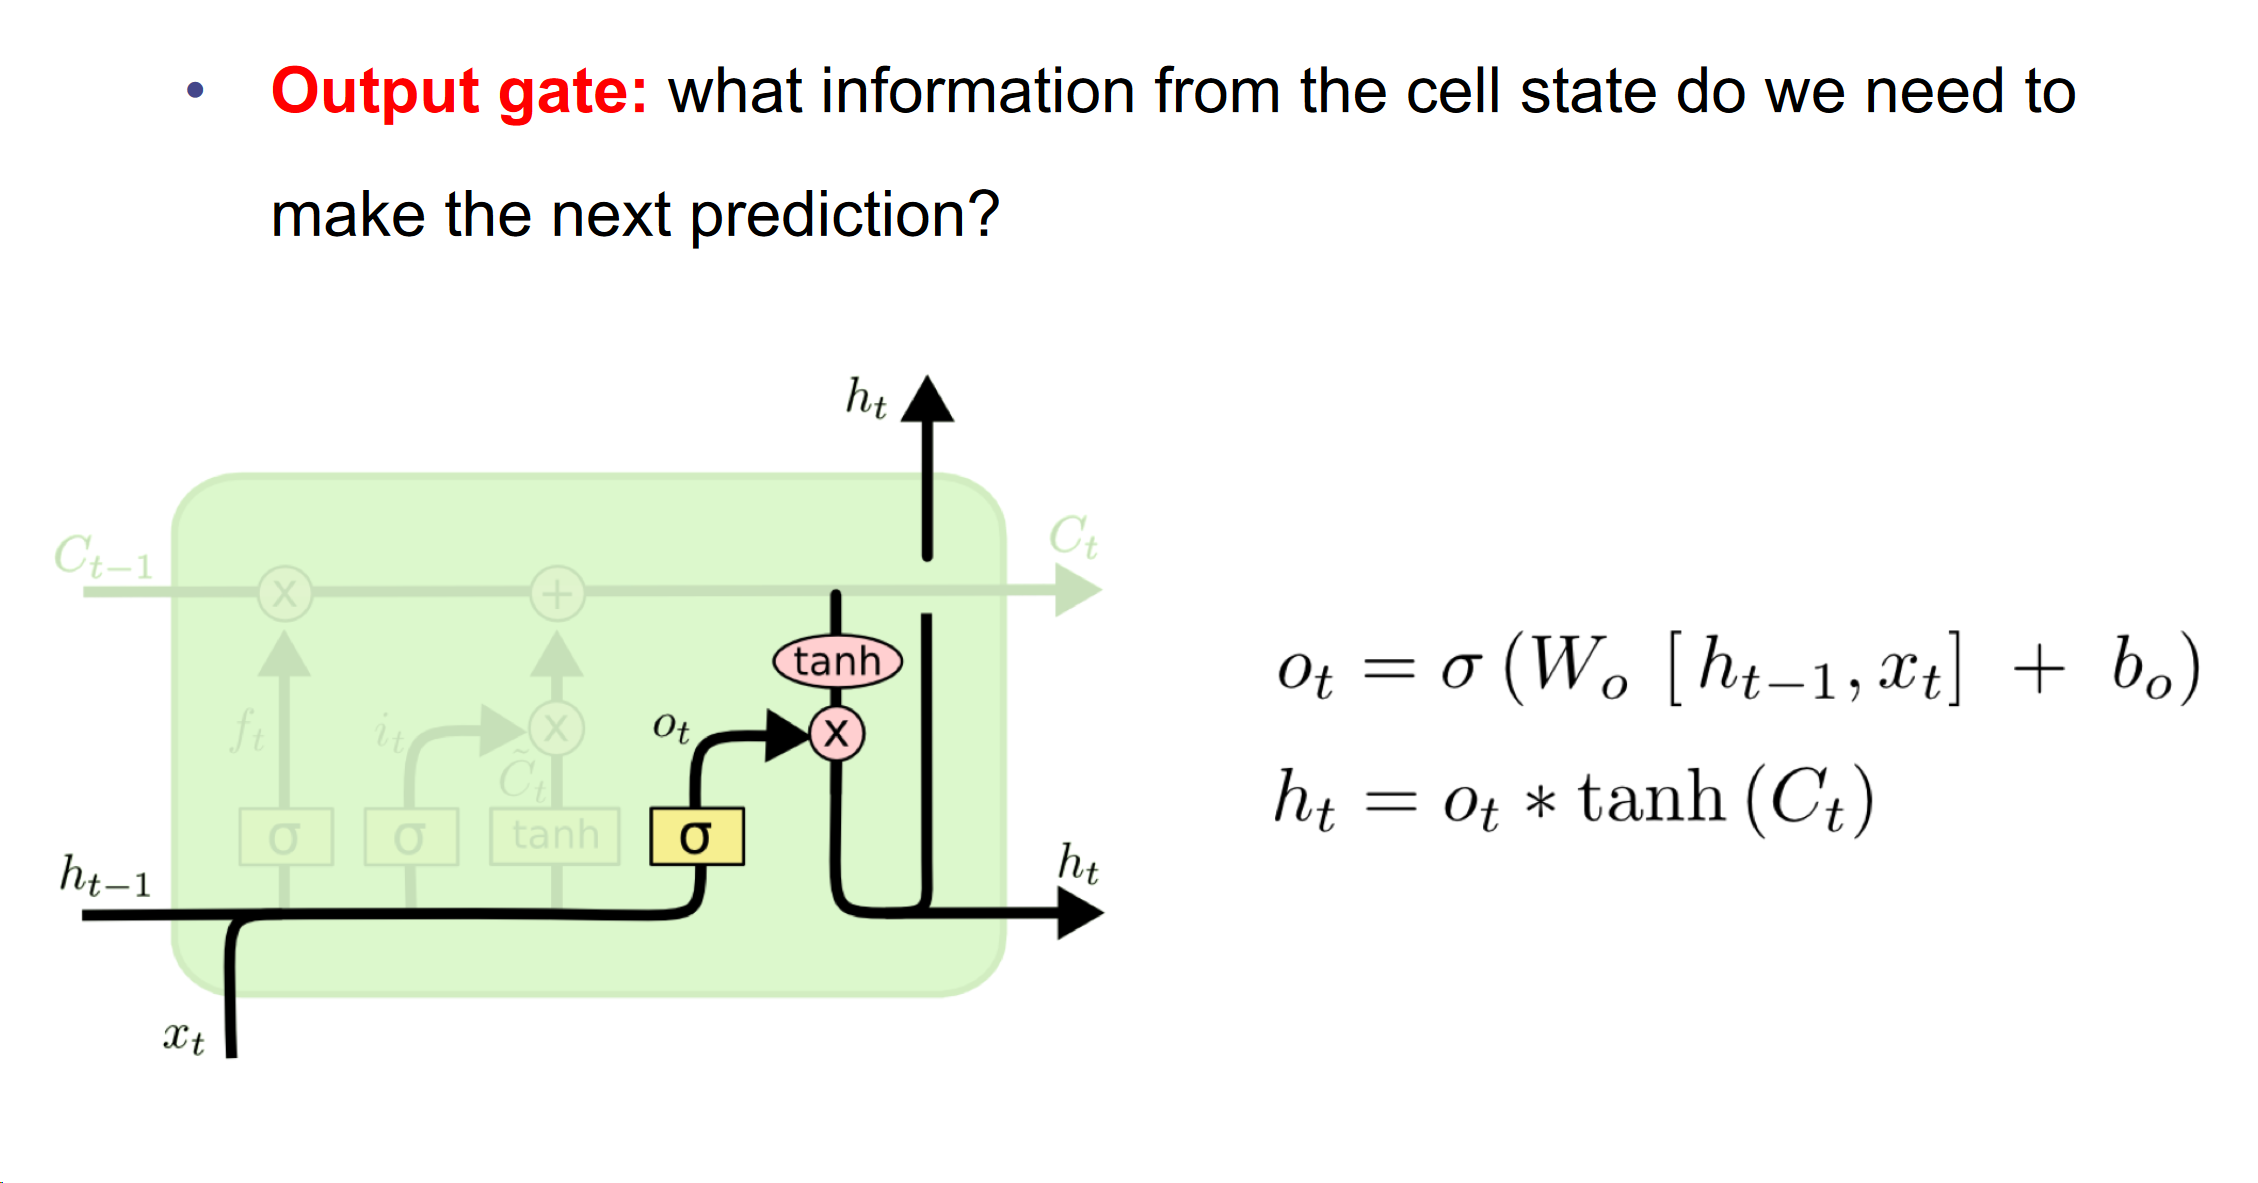 • Output gate: what information from the cell state do we need to
make the next prediction?
h_t
C_{t-1}
C_t
x
+
tanh
f_t
i_t
o_t
x
x
C̃_t
σ
σ
tanh
σ
h_{t-1}
h_t
x_t
o_t = σ (W_o [h_{t-1}, x_t] + b_o)
h_t = o_t * tanh (C_t)